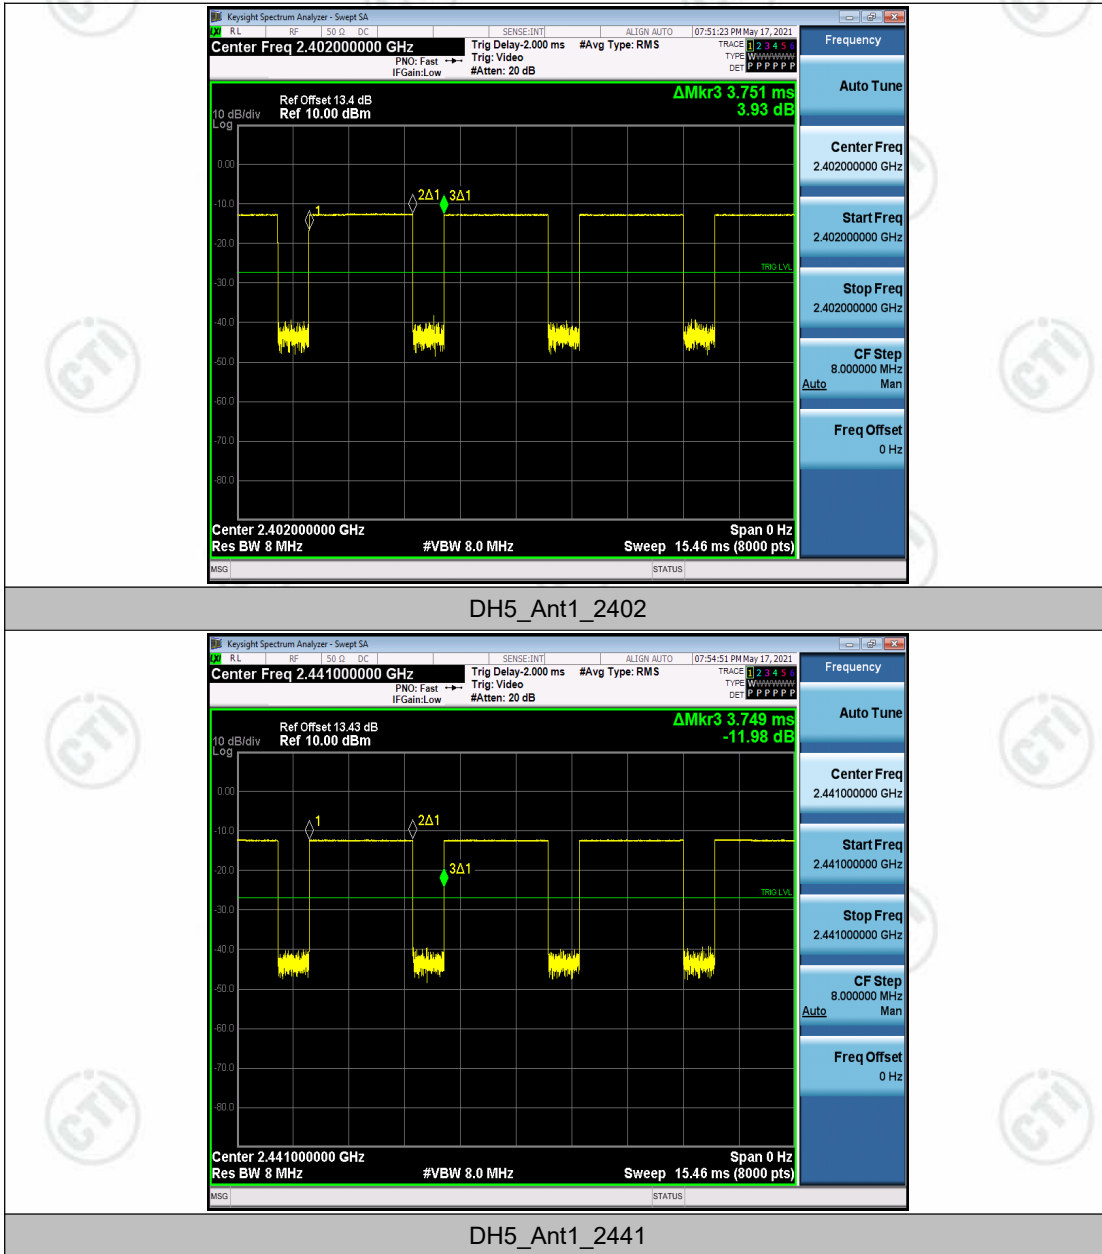 Keysight Spectrum Analyzer - Swept SA
LXI RL RF 50 Ω DC SENSE:INT ALIGN AUTO 07:51:23 PM May 17, 2021
Center Freq 2.402000000 GHz Trig Delay-2.000 ms #Avg Type: RMS TRACE 1 2 3 4 5 6 Frequency
PNO: Fast Trig: Video TYPE WWWWWW
IFGain:Low #Atten: 20 dB DET P P P P P P
Auto Tune
ΔMkr3 3.751 ms
Ref Offset 13.4 dB
3.93 dB
10 dB/div Ref 10.00 dBm
Log
Center Freq
2.402000000 GHz
0.00
2Δ1 3Δ1
-10.0
1
Start Freq
2.402000000 GHz
-20.0
TRIG LVL
-30.0
Stop Freq
2.402000000 GHz
-40.0
CF Step
8.000000 MHz
Auto Man
-50.0
-60.0
Freq Offset
0 Hz
-70.0
-80.0
Center 2.402000000 GHz Span 0 Hz
Res BW 8 MHz #VBW 8.0 MHz Sweep 15.46 ms (8000 pts)
MSG STATUS
DH5_Ant1_2402
Keysight Spectrum Analyzer - Swept SA
LXI RL RF 50 Ω DC SENSE:INT ALIGN AUTO 07:54:51 PM May 17, 2021
Center Freq 2.441000000 GHz Trig Delay-2.000 ms #Avg Type: RMS TRACE 1 2 3 4 5 6 Frequency
PNO: Fast Trig: Video TYPE WWWWWW
IFGain:Low #Atten: 20 dB DET P P P P P P
Auto Tune
ΔMkr3 3.749 ms
Ref Offset 13.43 dB
-11.98 dB
10 dB/div Ref 10.00 dBm
Log
Center Freq
2.441000000 GHz
0.00
1 2Δ1
-10.0
Start Freq
2.441000000 GHz
-20.0
3Δ1
TRIG LVL
-30.0
Stop Freq
2.441000000 GHz
-40.0
CF Step
8.000000 MHz
Auto Man
-50.0
-60.0
Freq Offset
0 Hz
-70.0
-80.0
Center 2.441000000 GHz Span 0 Hz
Res BW 8 MHz #VBW 8.0 MHz Sweep 15.46 ms (8000 pts)
MSG STATUS
DH5_Ant1_2441
CTI
CTI
CTI
CTI
CTI
CTI